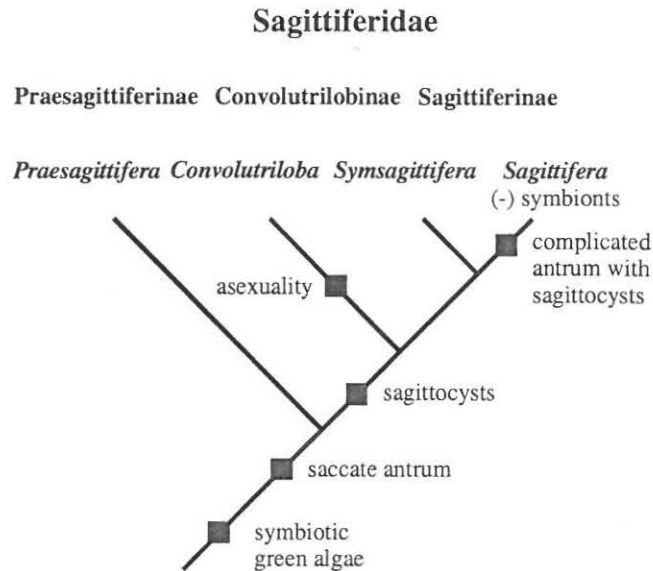 Sagittiferidae
Praesagittiferinae Convolutrilobinae Sagittiferinae
Praesagittifera Convolutriloba Symsagittifera Sagittifera
(-) symbionts
complicated
antrum with
sagittocysts
asexuality
sagittocysts
saccate antrum
symbiotic
green algae